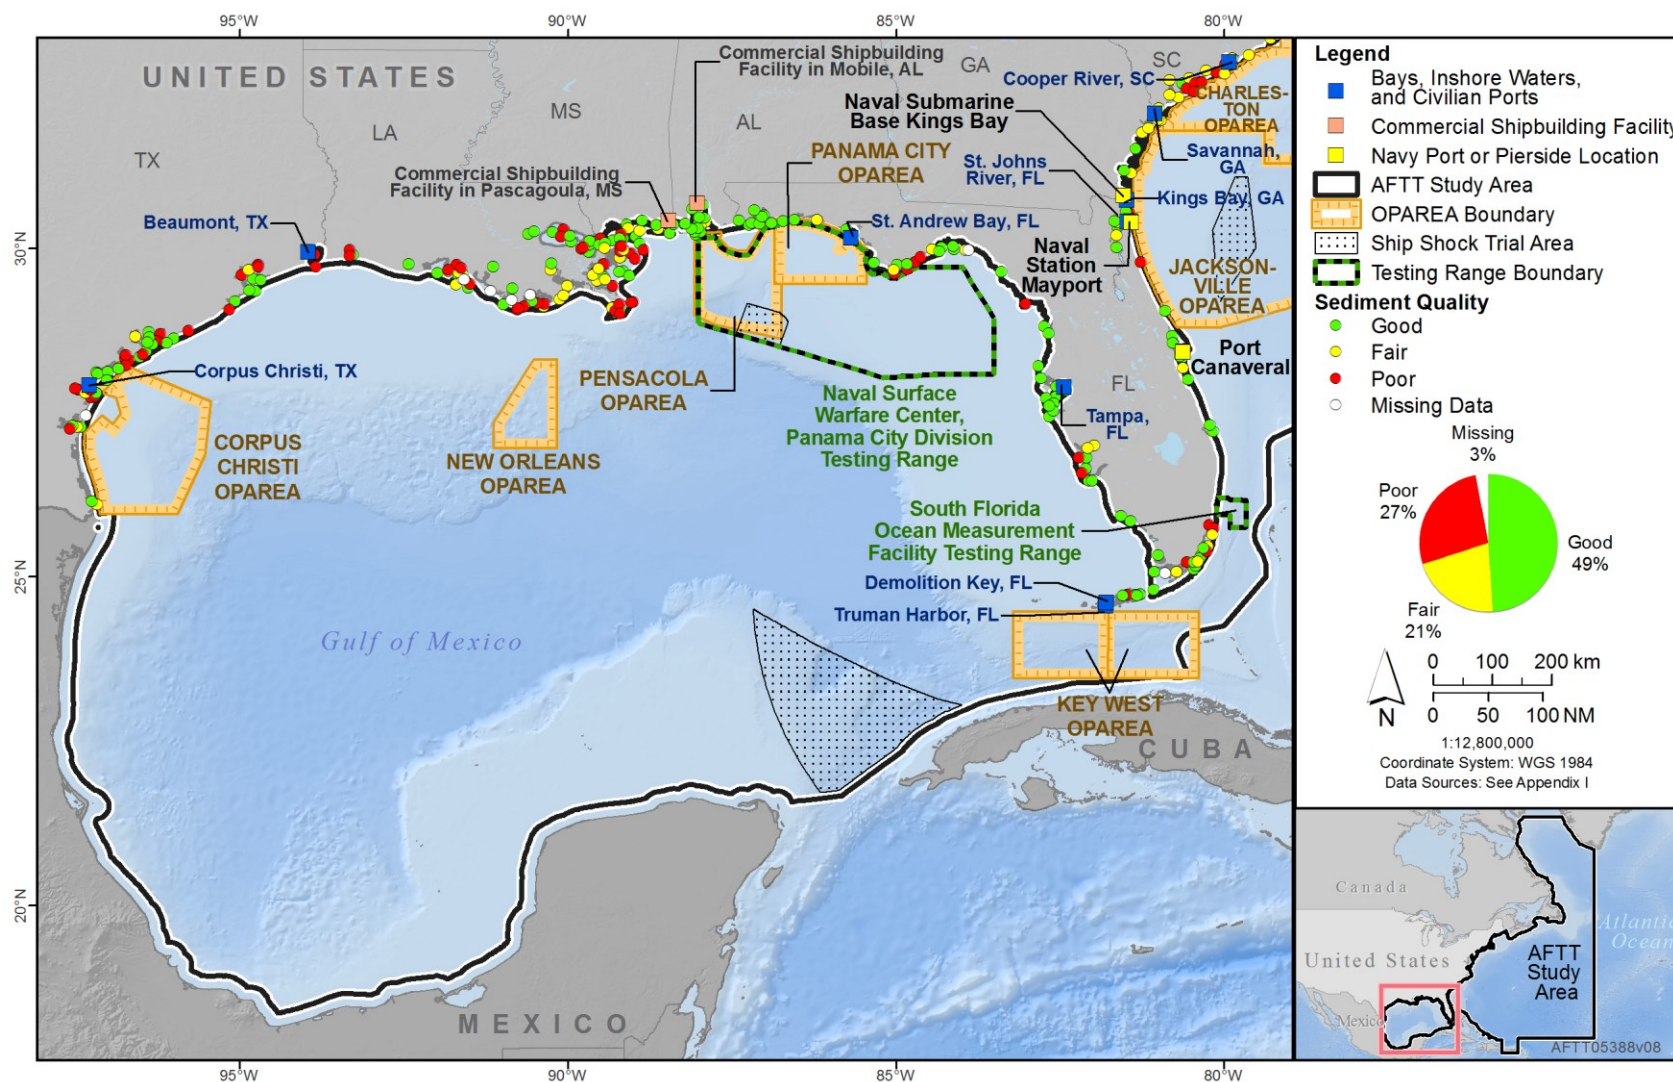 95°W
90°W
85°W
80°W
30°N
25°N
20°N
95°W
90°W
85°W
80°W
UNITED STATES
TX
LA
MS
AL
GA
SC
FL
Commercial Shipbuilding
Facility in Mobile, AL
Commercial Shipbuilding
Facility in Pascagoula, MS
Naval Submarine
Base Kings Bay
Cooper River, SC
CHARLES-
TON
OPAREA
PANAMA CITY
OPAREA
St. Johns
River, FL
Savannah,
GA
Kings Bay, GA
Beaumont, TX
St. Andrew Bay, FL
Naval
Station
Mayport
JACKSON-
VILLE
OPAREA
Port
Canaveral
Corpus Christi, TX
PENSACOLA
OPAREA
Naval Surface
Warfare Center,
Panama City Division
Testing Range
Tampa,
FL
CORPUS
CHRISTI
OPAREA
NEW ORLEANS
OPAREA
South Florida
Ocean Measurement
Facility Testing Range
Demolition Key, FL
Truman Harbor, FL
Gulf of Mexico
KEY WEST
OPAREA
CUBA
MEXICO
Legend
Bays, Inshore Waters,
and Civilian Ports
Commercial Shipbuilding Facility
Navy Port or Pierside Location
AFTT Study Area
OPAREA Boundary
Ship Shock Trial Area
Testing Range Boundary
Sediment Quality
Good
Fair
Poor
Missing Data
Missing
3%
Poor
27%
Good
49%
Fair
21%
N
0 100 200 km
0 50 100 NM
1:12,800,000
Coordinate System: WGS 1984
Data Sources: See Appendix I
Canada
United States
Mexico
Atlantic
Ocean
AFTT
Study
Area
AFTT05388v08